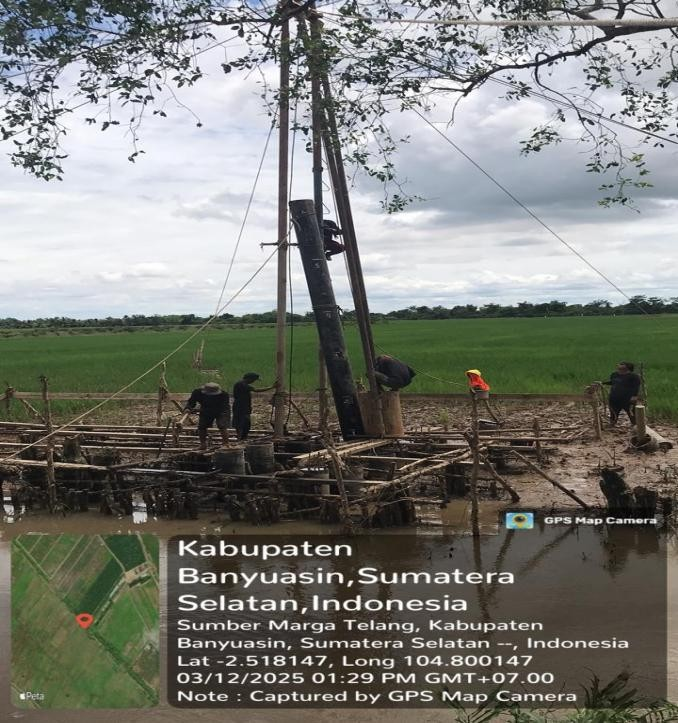 GPS Map Camera
Kabupaten
Banyuasin,Sumatera
Selatan,Indonesia
Sumber Marga Telang, Kabupaten
Banyuasin, Sumatera Selatan --, Indonesia
Lat -2.518147, Long 104.800147
03/12/2025 01:29 PM GMT+07.00
Note : Captured by GPS Map Camera
Peta